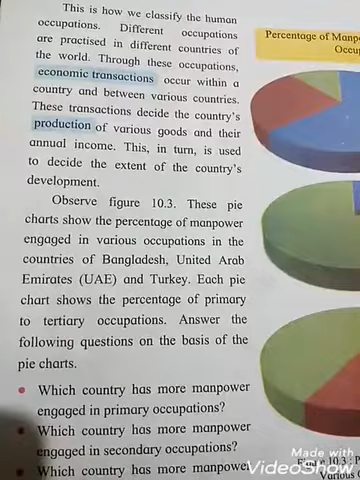 This is how we classify the human
occupations. Different occupations
are practised in different countries of
the world. Through these occupations,
economic transactions occur within a
country and between various countries.
These transactions decide the country's
production of various goods and their
annual income. This, in turn, is used
to decide the extent of the country's
development.
Observe figure 10.3. These pie
charts show the percentage of manpower
engaged in various occupations in the
countries of Bangladesh, United Arab
Emirates (UAE) and Turkey. Each pie
chart shows the percentage of primary
to tertiary occupations. Answer the
following questions on the basis of the
pie charts.
Which country has more manpower
engaged in primary occupations?
Which country has more manpower
engaged in secondary occupations?
Which country has more manpower
Percentage of Manp
Occu
10.3 : P
Various
Made with
VideoShow